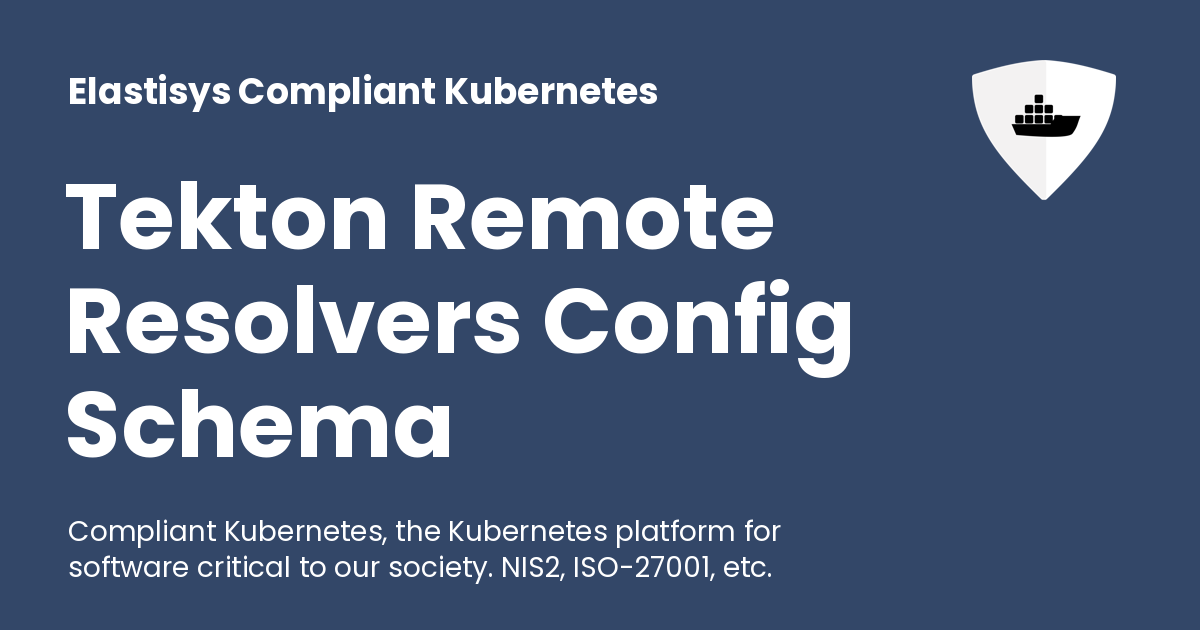 Elastisys Compliant Kubernetes
Tekton Remote
Resolvers Config
Schema
Compliant Kubernetes, the Kubernetes platform for
software critical to our society. NIS2, ISO-27001, etc.